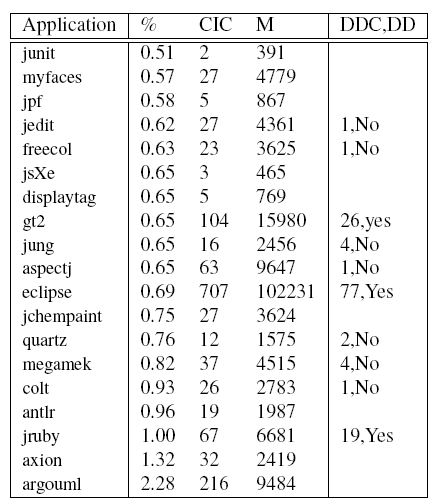 Application % CIC M DDC,DD
junit 0.51 2 391
myfaces 0.57 27 4779
jpf 0.58 5 867
jedit 0.62 27 4361 1,No
freecol 0.63 23 3625 1,No
jsXe 0.65 3 465
displaytag 0.65 5 769
gt2 0.65 104 15980 26,yes
jung 0.65 16 2456 4,No
aspectj 0.65 63 9647 1,No
eclipse 0.69 707 102231 77,Yes
jchempaint 0.75 27 3624
quartz 0.76 12 1575 2,No
megamek 0.82 37 4515 4,No
colt 0.93 26 2783 1,No
antlr 0.96 19 1987
jruby 1.00 67 6681 19,Yes
axion 1.32 32 2419
argouml 2.28 216 9484